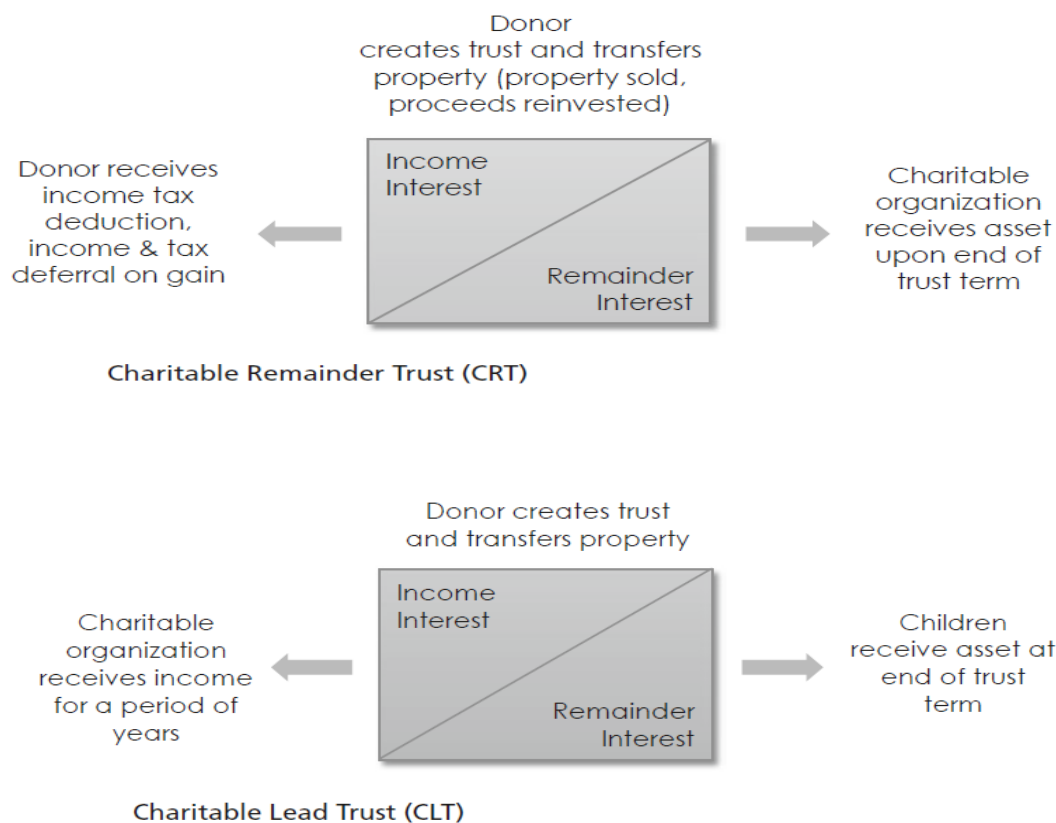 Donor
creates trust and transfers
property (property sold,
proceeds reinvested)
Donor receives
income tax
deduction,
income & tax
deferral on gain
Income
Interest
Remainder
Interest
Charitable
organization
receives asset
upon end of
trust term
Charitable Remainder Trust (CRT)
Donor creates trust
and transfers property
Charitable
organization
receives income
for a period of
years
Income
Interest
Remainder
Interest
Children
receive asset at
end of trust
term
Charitable Lead Trust (CLT)